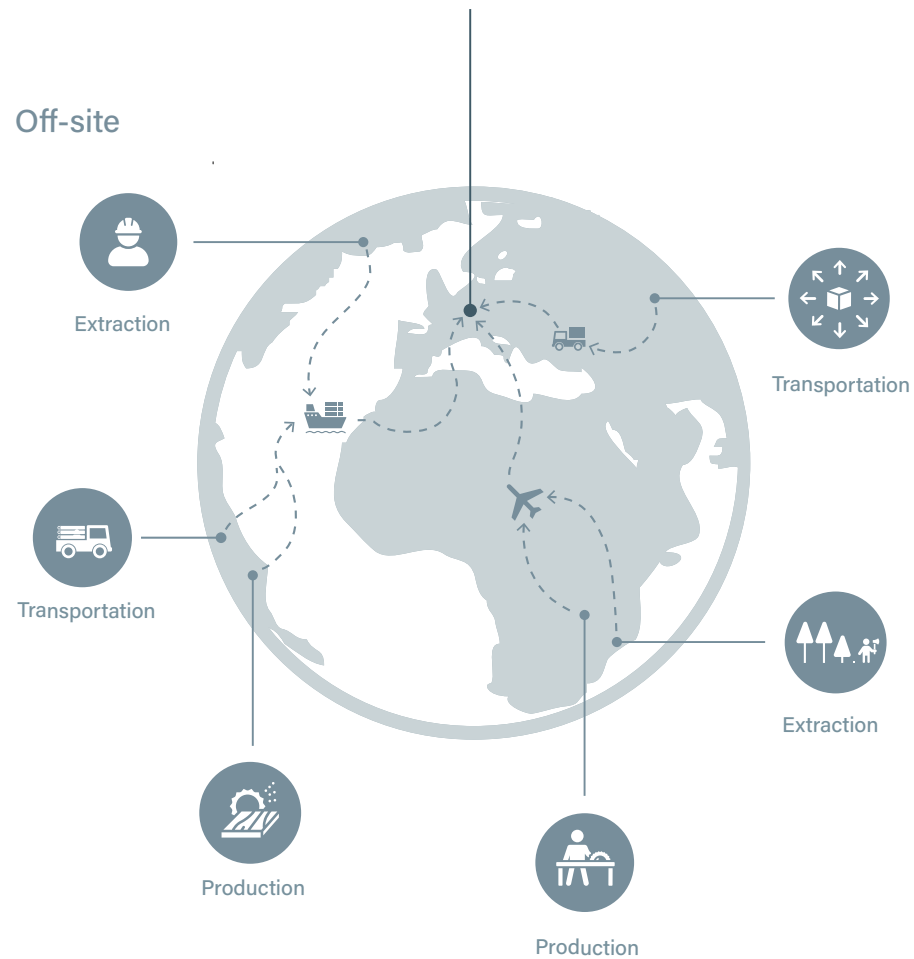 Off-site
Extraction
Transportation
Transportation
Extraction
Production
Production